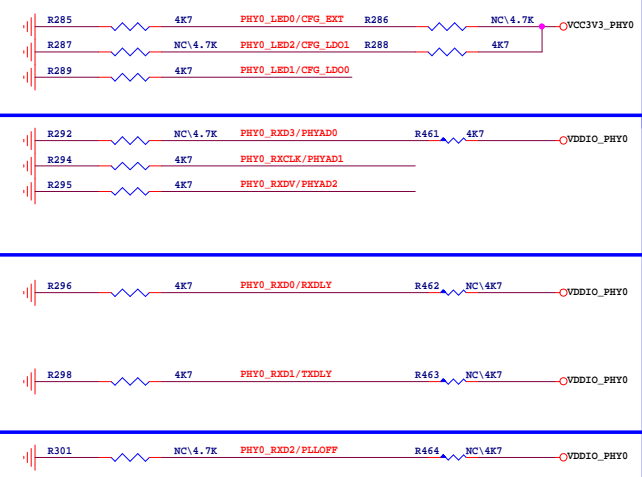 R285 4K7 PHY0_LED0/CFG_EXT R286 NC\4.7K VCC3V3_PHY0
R287 NC\4.7K PHY0_LED2/CFG_LDO1 R288 4K7
R289 4K7 PHY0_LED1/CFG_LDO0
R292 NC\4.7K PHY0_RXD3/PHYAD0 R461 4K7 VDDIO_PHY0
R294 4K7 PHY0_RXCLK/PHYAD1
R295 4K7 PHY0_RXDV/PHYAD2
R296 4K7 PHY0_RXD0/RXDLY R462 NC\4K7 VDDIO_PHY0
R298 4K7 PHY0_RXD1/TXDLY R463 NC\4K7 VDDIO_PHY0
R301 NC\4.7K PHY0_RXD2/PLLOFF R464 NC\4K7 VDDIO_PHY0